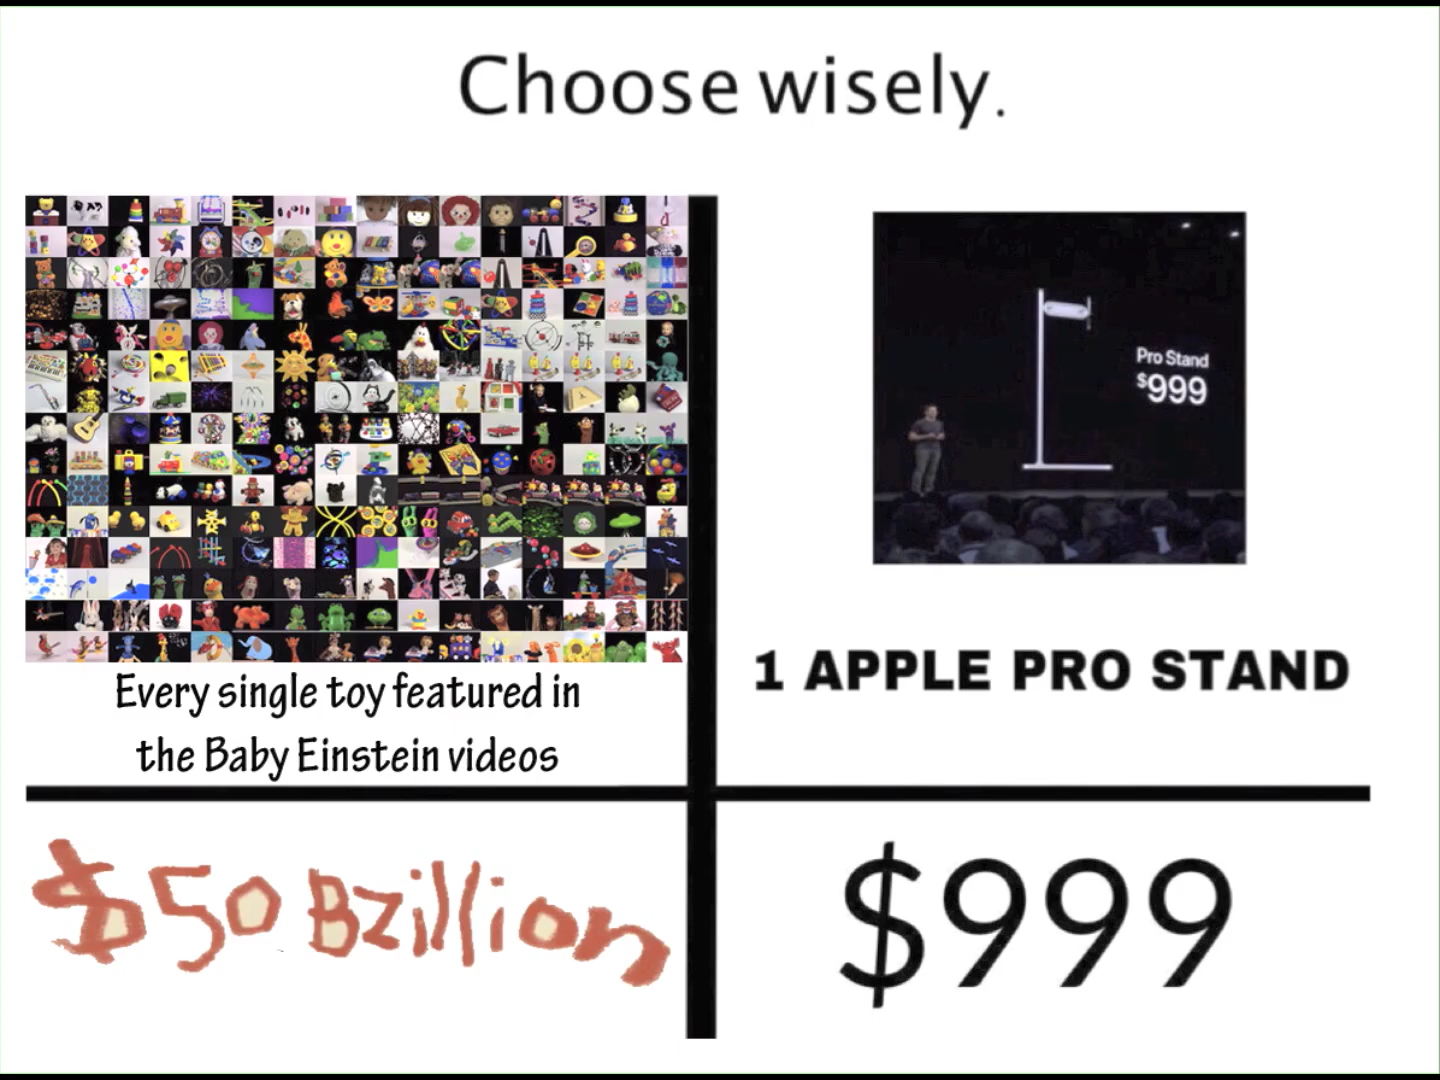 Choose wisely.
Pro Stand
$999
Every single toy featured in
the Baby Einstein videos
1 APPLE PRO STAND
$50 Bzillion
$999